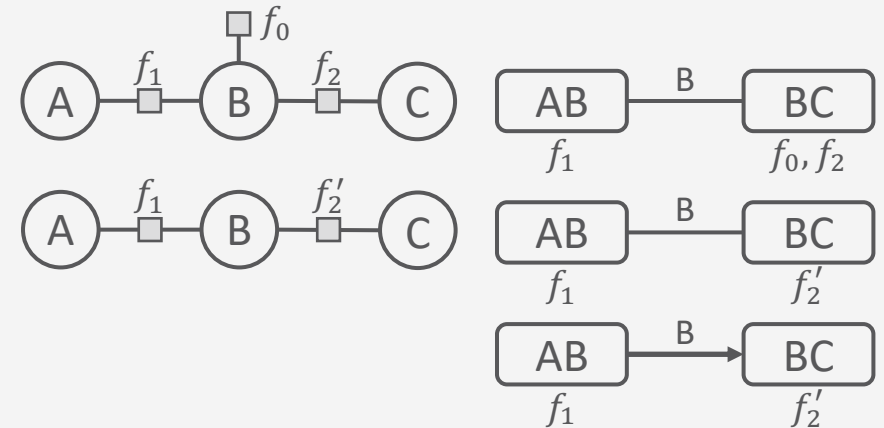 f₀
f₁ f₂
A B C
B
AB BC
f₁ f₀, f₂
f₁ f₂′
A B C
B
AB BC
f₁ f₂′
B
AB BC
f₁ f₂′